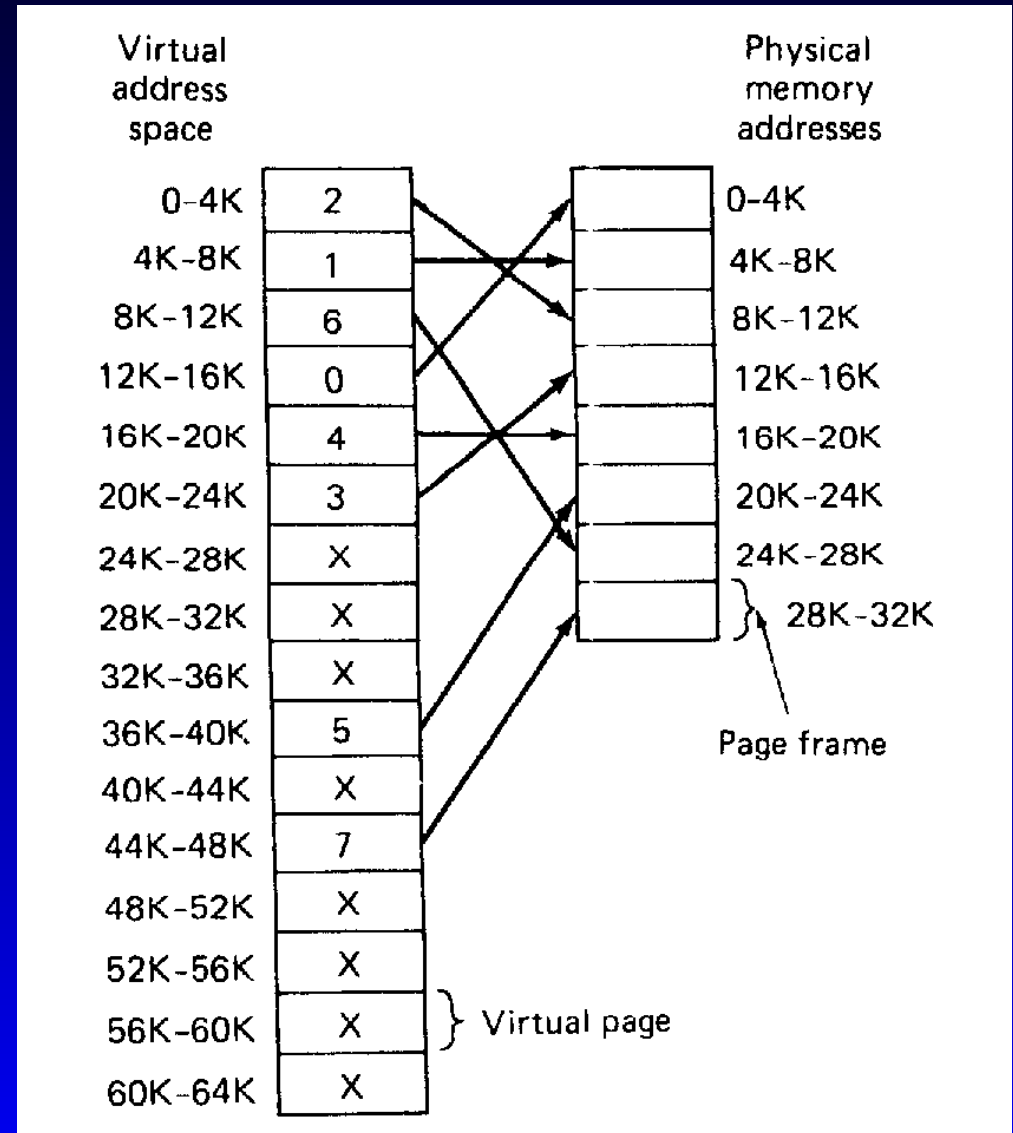 Virtual
address
space
Physical
memory
addresses
0-4K 2 0-4K
4K-8K 1 4K-8K
8K-12K 6 8K-12K
12K-16K 0 12K-16K
16K-20K 4 16K-20K
20K-24K 3 20K-24K
24K-28K X 24K-28K
28K-32K X 28K-32K
32K-36K X
36K-40K 5
Page frame
40K-44K X
44K-48K 7
48K-52K X
52K-56K X
56K-60K X Virtual page
60K-64K X